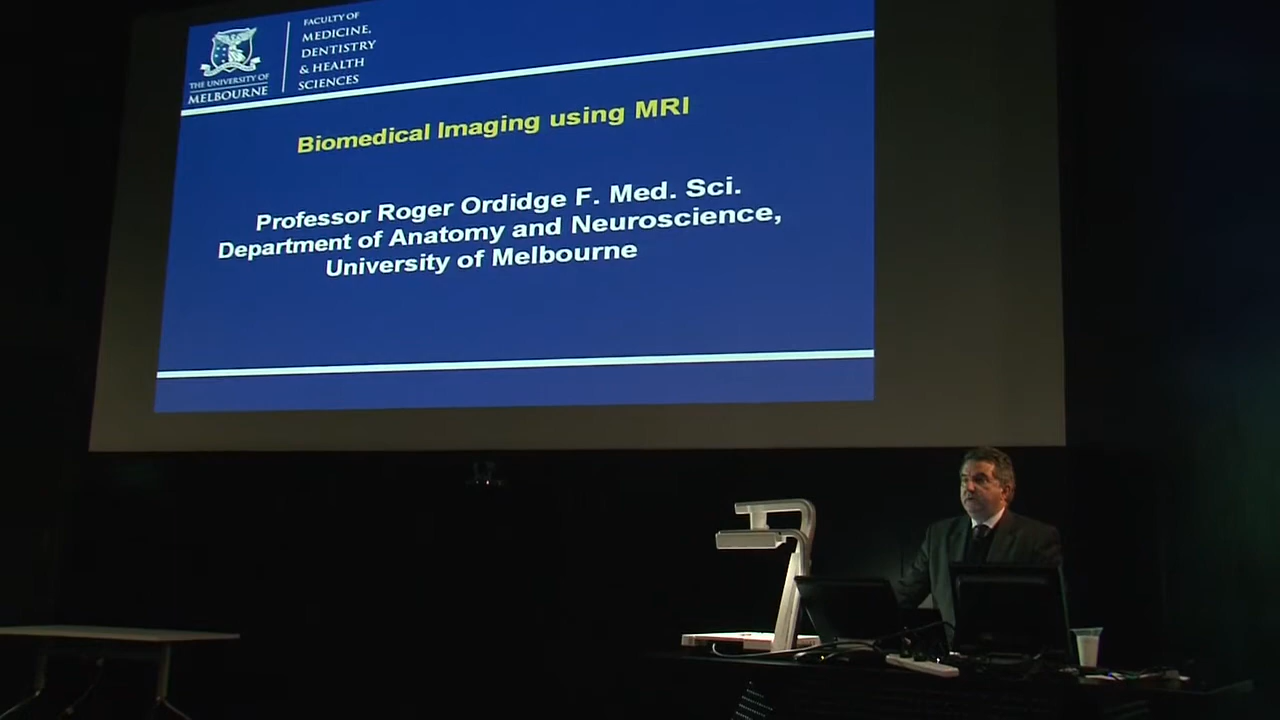 THE UNIVERSITY OF
MELBOURNE
FACULTY OF
MEDICINE,
DENTISTRY
& HEALTH
SCIENCES
Biomedical Imaging using MRI
Professor Roger Ordidge F. Med. Sci.
Department of Anatomy and Neuroscience,
University of Melbourne